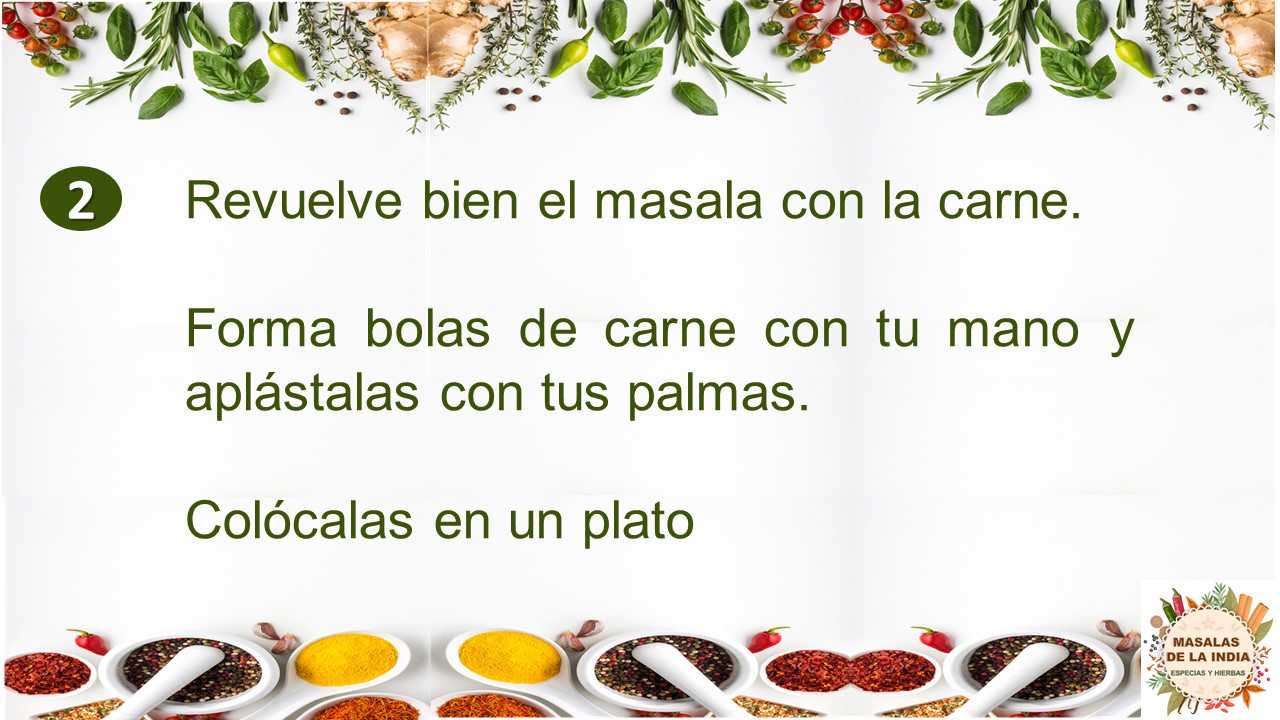 2
Revuelve bien el masala con la carne.
Forma bolas de carne con tu mano y
aplástalas con tus palmas.
Colócalas en un plato
MASALAS
DE LA INDIA
ESPECIAS Y HIERBAS